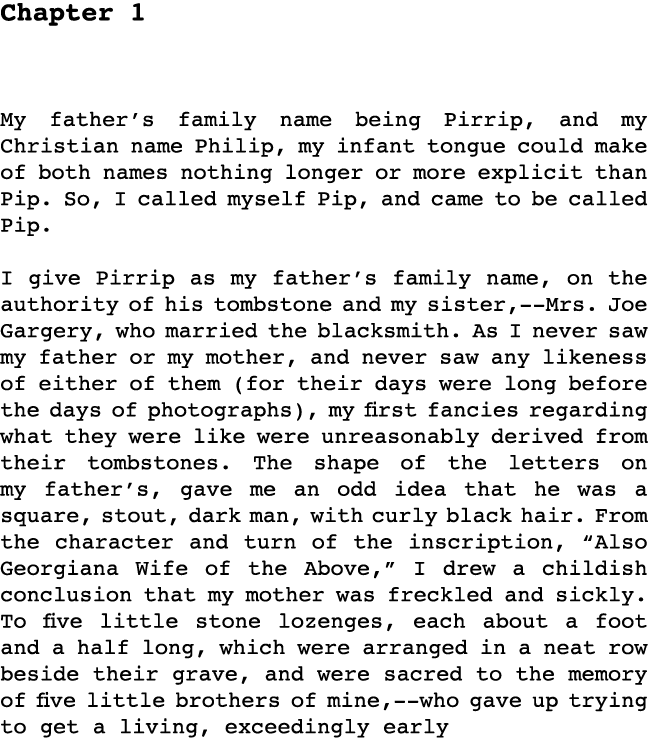 Chapter 1
My father’s family name being Pirrip, and my
Christian name Philip, my infant tongue could make
of both names nothing longer or more explicit than
Pip. So, I called myself Pip, and came to be called
Pip.
I give Pirrip as my father’s family name, on the
authority of his tombstone and my sister,--Mrs. Joe
Gargery, who married the blacksmith. As I never saw
my father or my mother, and never saw any likeness
of either of them (for their days were long before
the days of photographs), my first fancies regarding
what they were like were unreasonably derived from
their tombstones. The shape of the letters on
my father’s, gave me an odd idea that he was a
square, stout, dark man, with curly black hair. From
the character and turn of the inscription, “Also
Georgiana Wife of the Above,” I drew a childish
conclusion that my mother was freckled and sickly.
To five little stone lozenges, each about a foot
and a half long, which were arranged in a neat row
beside their grave, and were sacred to the memory
of five little brothers of mine,--who gave up trying
to get a living, exceedingly early